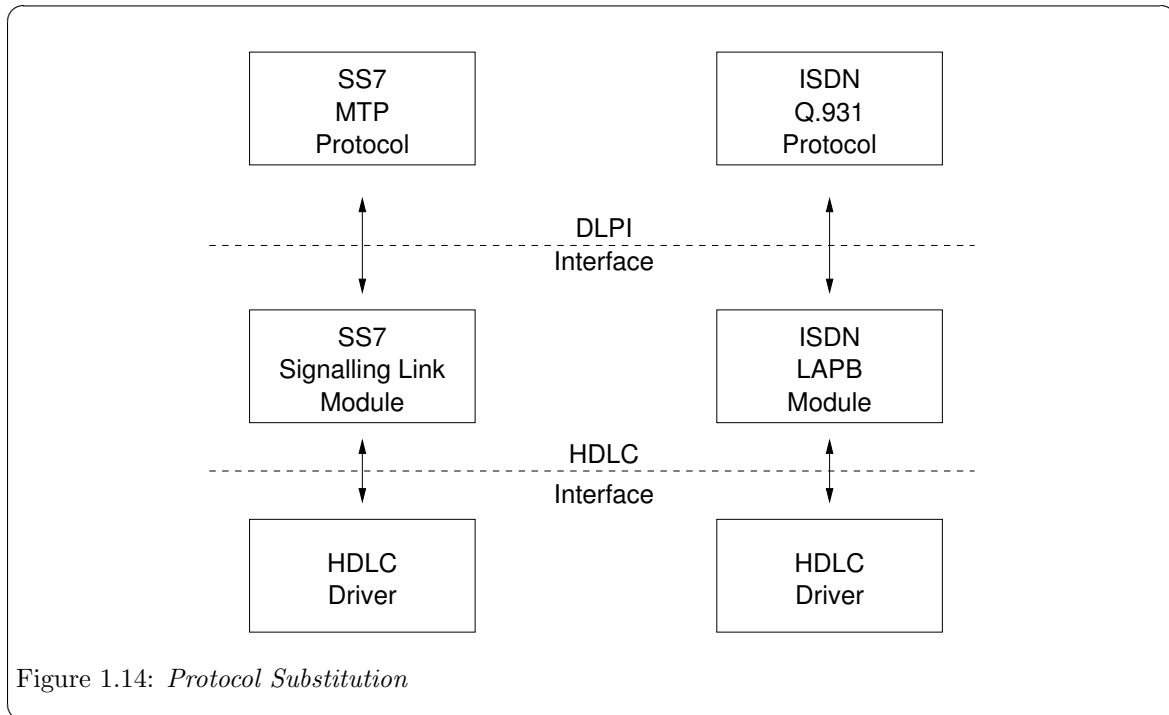 SS7
MTP
Protocol
ISDN
Q.931
Protocol
DLPI
Interface
SS7
Signalling Link
Module
ISDN
LAPB
Module
HDLC
Interface
HDLC
Driver
HDLC
Driver
Figure 1.14: Protocol Substitution